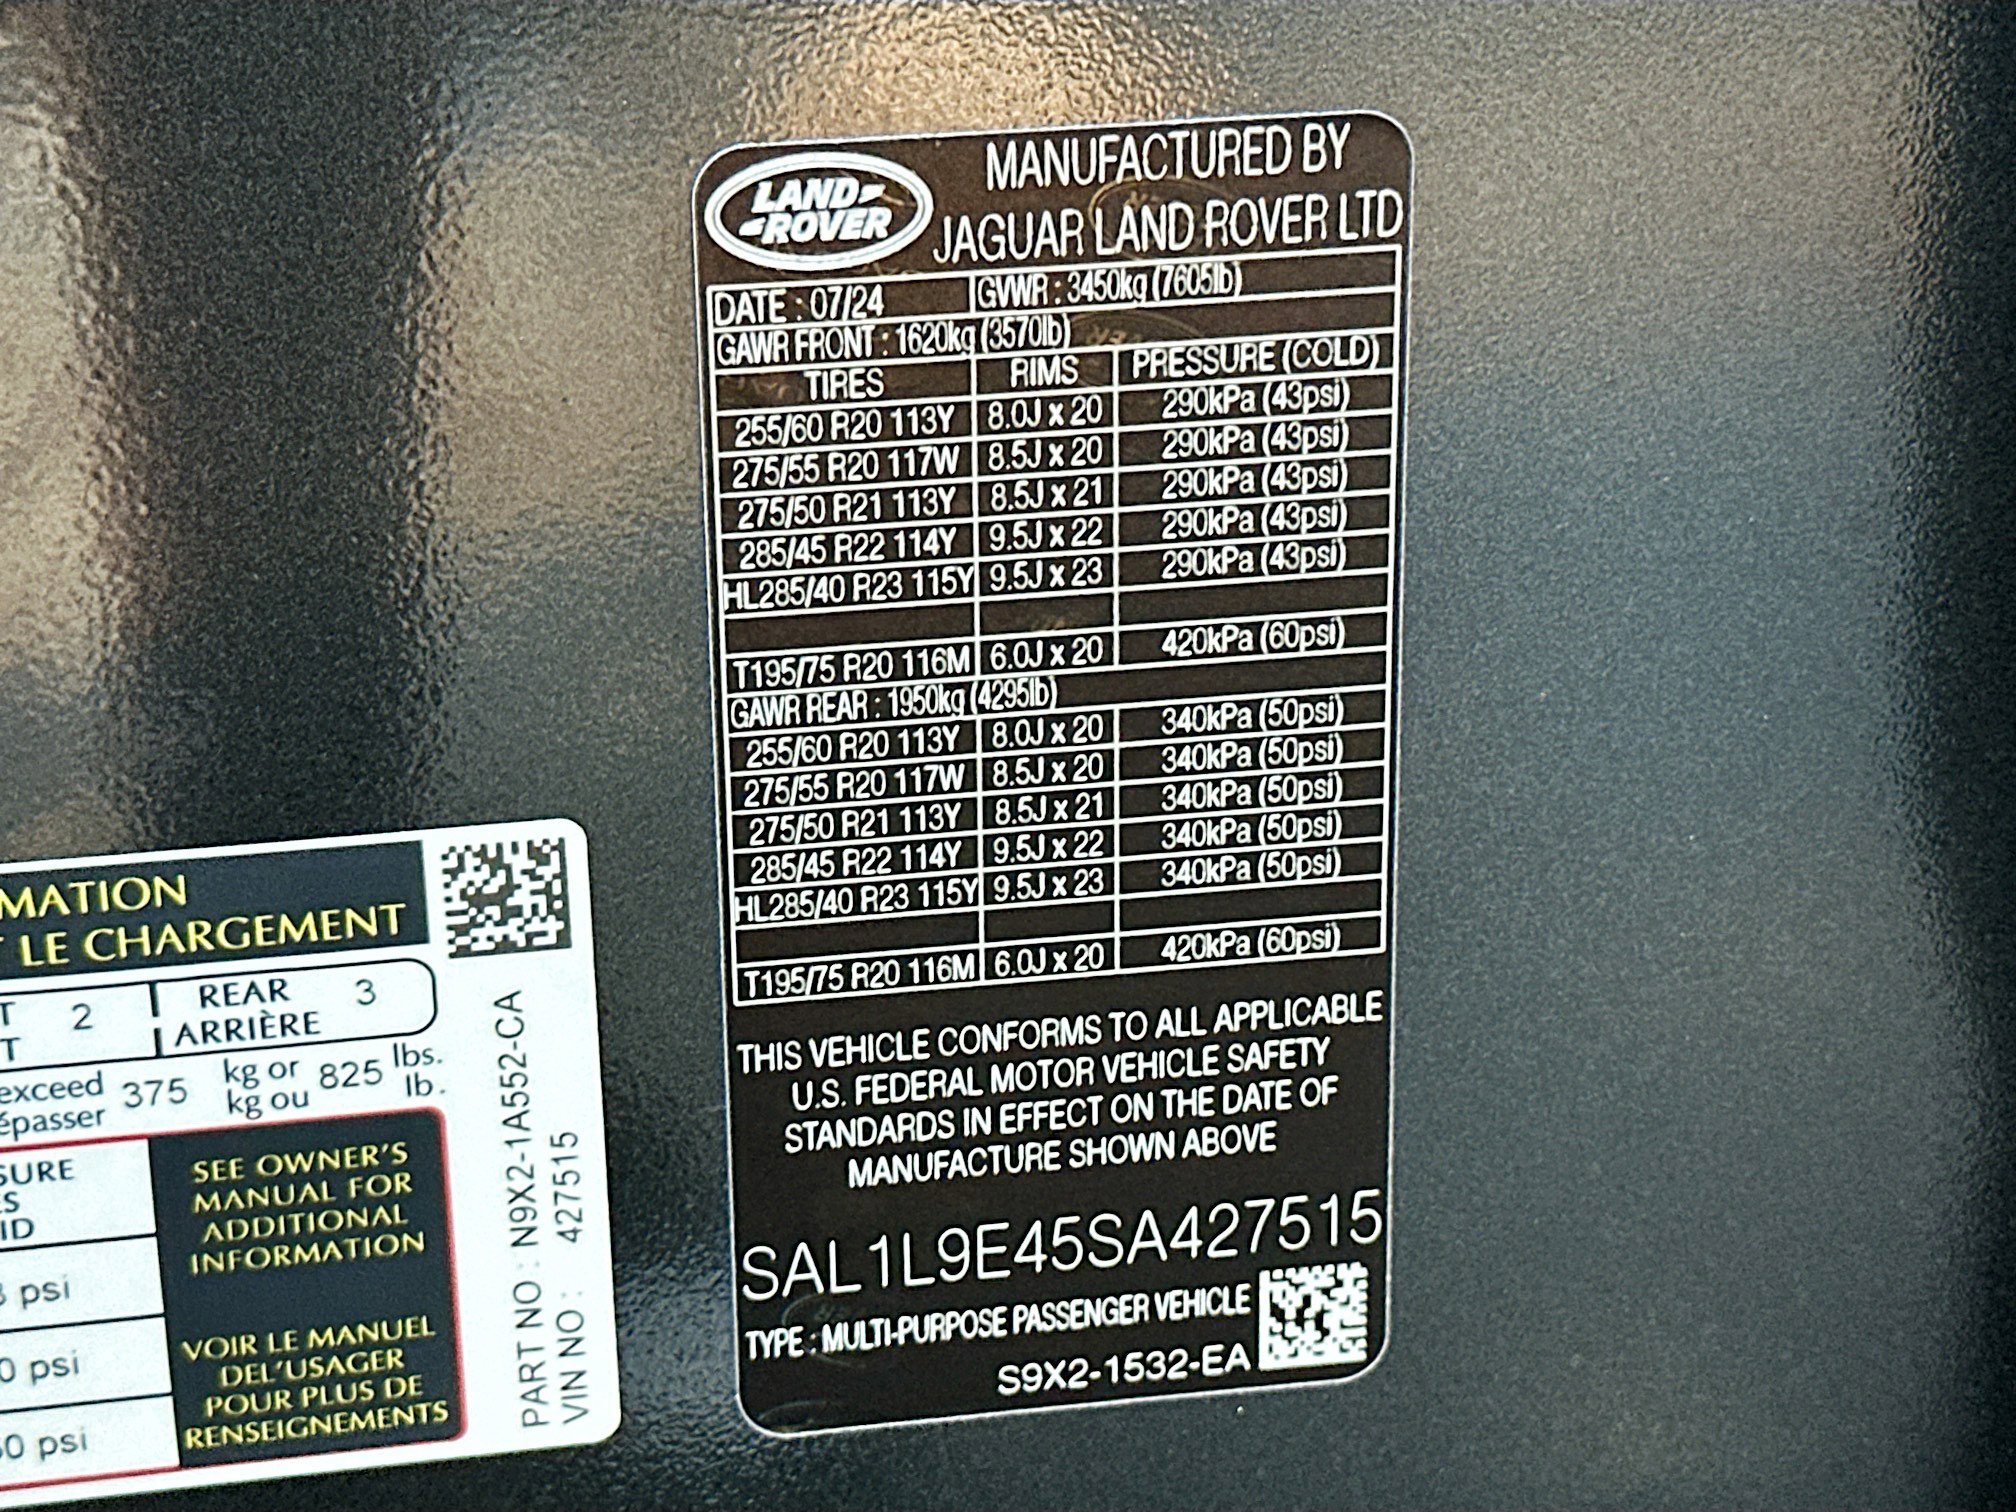 LAND
ROVER
MANUFACTURED BY
JAGUAR LAND ROVER LTD
DATE : 07/24 GVWR : 3450kg (7605lb)
GAWR FRONT : 1620kg (3570lb)
TIRES RIMS PRESSURE (COLD)
255/60 R20 113Y 8.0J x 20 290kPa (43psi)
275/55 R20 117W 8.5J x 20 290kPa (43psi)
275/50 R21 113Y 8.5J x 21 290kPa (43psi)
285/45 R22 114Y 9.5J x 22 290kPa (43psi)
HL285/40 R23 115Y 9.5J x 23 290kPa (43psi)
T195/75 R20 116M 6.0J x 20 420kPa (60psi)
GAWR REAR : 1950kg (4295lb)
255/60 R20 113Y 8.0J x 20 340kPa (50psi)
275/55 R20 117W 8.5J x 20 340kPa (50psi)
275/50 R21 113Y 8.5J x 21 340kPa (50psi)
285/45 R22 114Y 9.5J x 22 340kPa (50psi)
HL285/40 R23 115Y 9.5J x 23 340kPa (50psi)
T195/75 R20 116M 6.0J x 20 420kPa (60psi)
THIS VEHICLE CONFORMS TO ALL APPLICABLE
U.S. FEDERAL MOTOR VEHICLE SAFETY
STANDARDS IN EFFECT ON THE DATE OF
MANUFACTURE SHOWN ABOVE
SAL1L9E45SA427515
TYPE : MULTI-PURPOSE PASSENGER VEHICLE
S9X2-1532-EA
MATION
T LE CHARGEMENT
T 2 REAR 3
T ARRIÈRE
exceed 375 kg or 825 lbs.
épasser kg ou lb.
SURE
ES
ID
psi
0 psi
60 psi
SEE OWNER'S
MANUAL FOR
ADDITIONAL
INFORMATION
VOIR LE MANUEL
DEL'USAGER
POUR PLUS DE
RENSEIGNEMENTS
PART NO : N9X2-1A552-CA
VIN NO : 427515